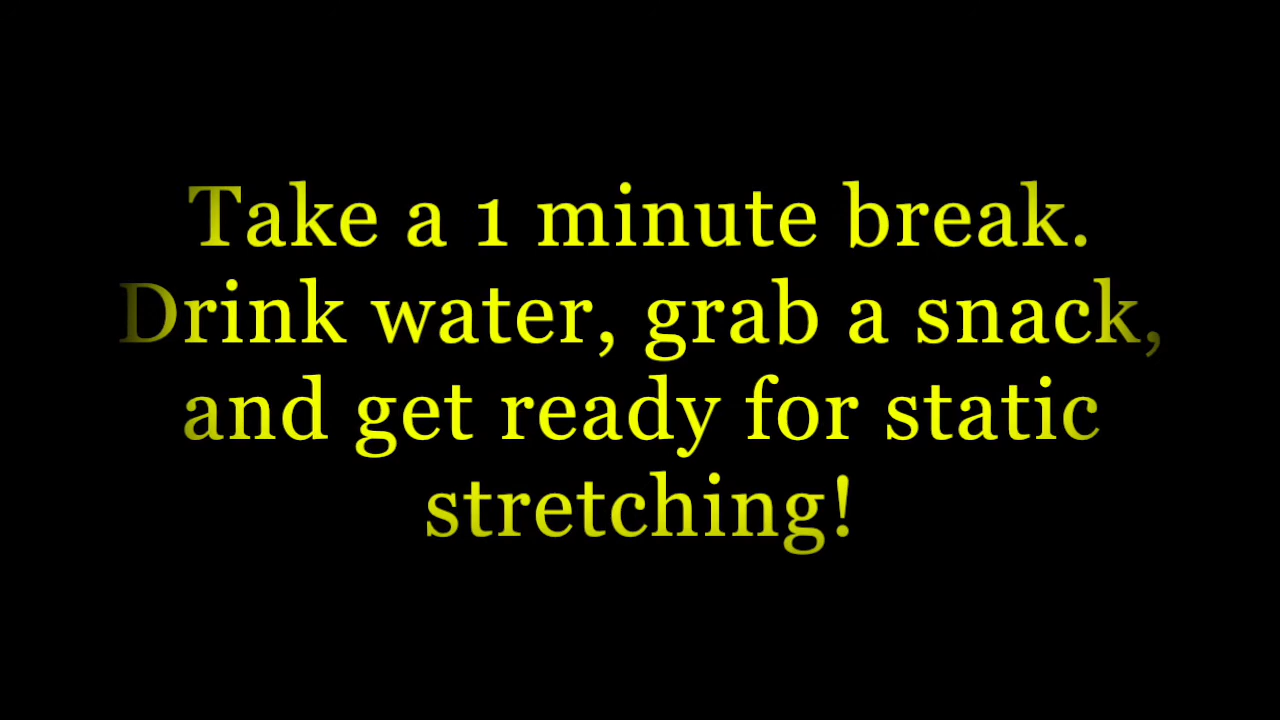 Take a 1 minute break.
Drink water, grab a snack,
and get ready for static
stretching!